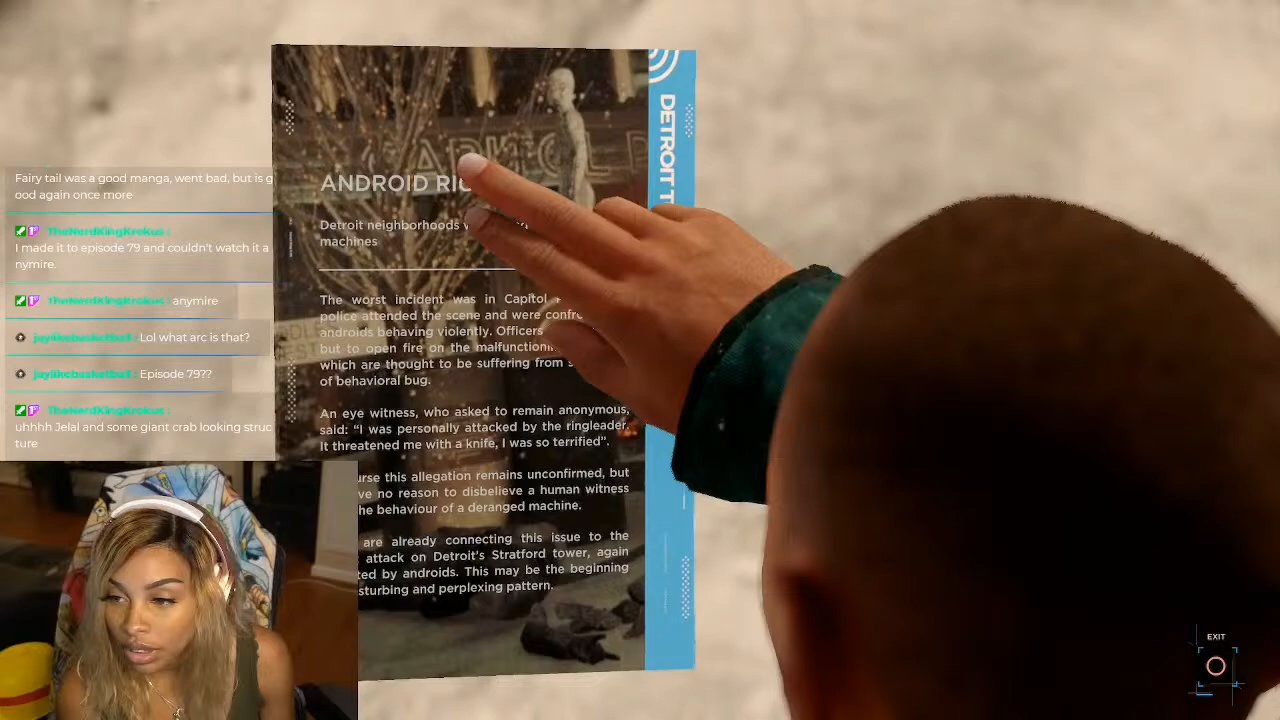 Fairy tail was a good manga, went bad, but is g
ood again once more
TheNerdKingKrokus :
I made it to episode 79 and couldn't watch it a
nymire.
TheNerdKingKrokus : anymire
jaylikebasketball : Lol what arc is that?
jaylikebasketball : Episode 79??
TheNerdKingKrokus :
uhhhh Jelal and some giant crab looking struc
ture
DETROIT T
ANDROID RI
Detroit neighborhoods
machines
The worst incident was in Capitol
police attended the scene and were confr
androids behaving violently. Officers
but to open fire on the malfunctionin
which are thought to be suffering from s
of behavioral bug.
An eye witness, who asked to remain anonymous,
said: “I was personally attacked by the ringleader.
It threatened me with a knife, I was so terrified”.
urse this allegation remains unconfirmed, but
ve no reason to disbelieve a human witness
he behaviour of a deranged machine.
are already connecting this issue to the
attack on Detroit's Stratford tower, again
ted by androids. This may be the beginning
sturbing and perplexing pattern.
EXIT